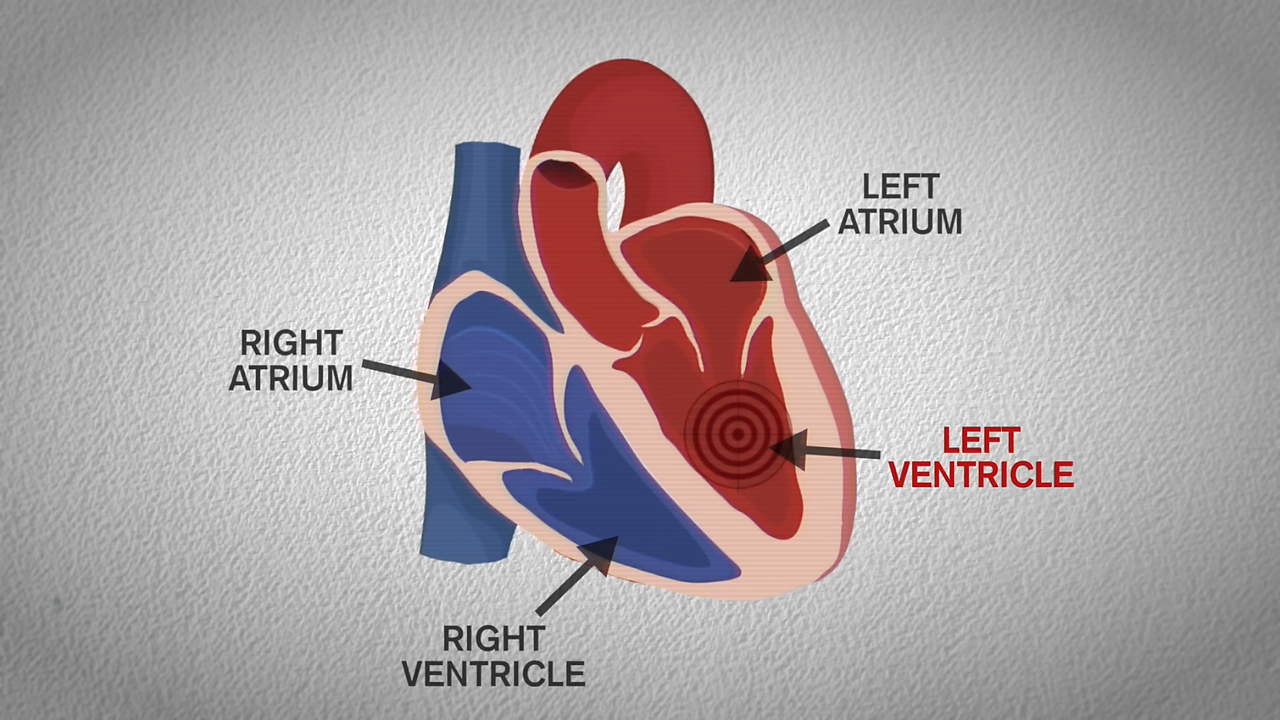 LEFT
ATRIUM
RIGHT
ATRIUM
LEFT
VENTRICLE
RIGHT
VENTRICLE